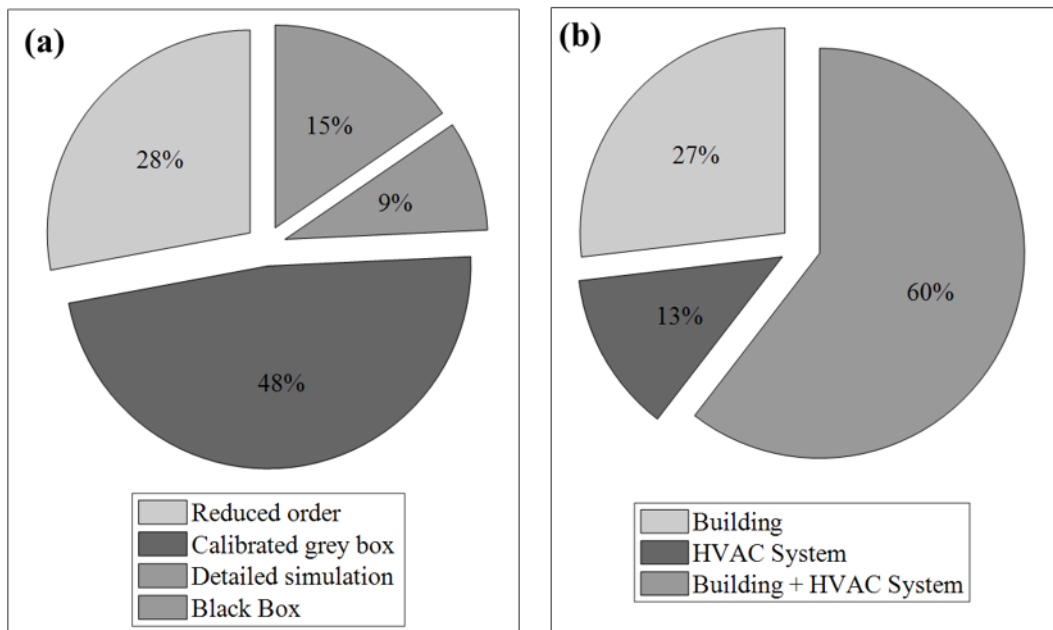 (a)
15%
28%
9%
48%
Reduced order
Calibrated grey box
Detailed simulation
Black Box
(b)
27%
60%
13%
Building
HVAC System
Building + HVAC System